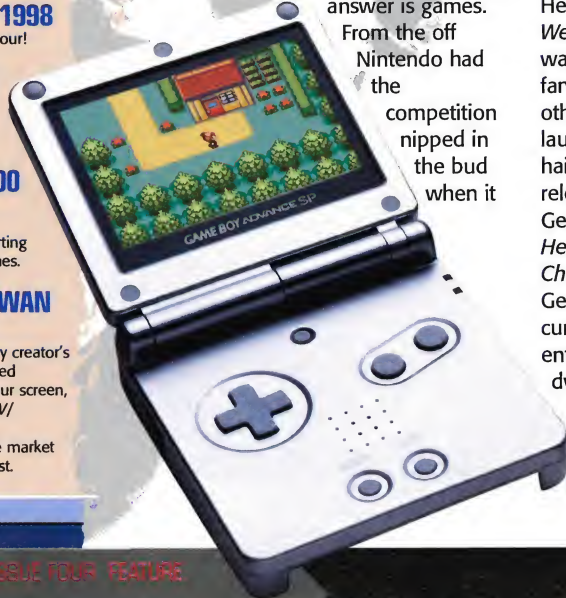 1998
our!
00
rting
nes.
WAN
y creator's
ed
ur screen,
V/
e market
st.
answer is games.
From the off
Nintendo had
the
competition
nipped in
the bud
when it
He
We
wa
fan
oth
lau
hai
rele
Ge
He
Ch
Ge
cur
ent
dv
GAME BOY ADVANCE SP
ISSUE FOUR FEATURE